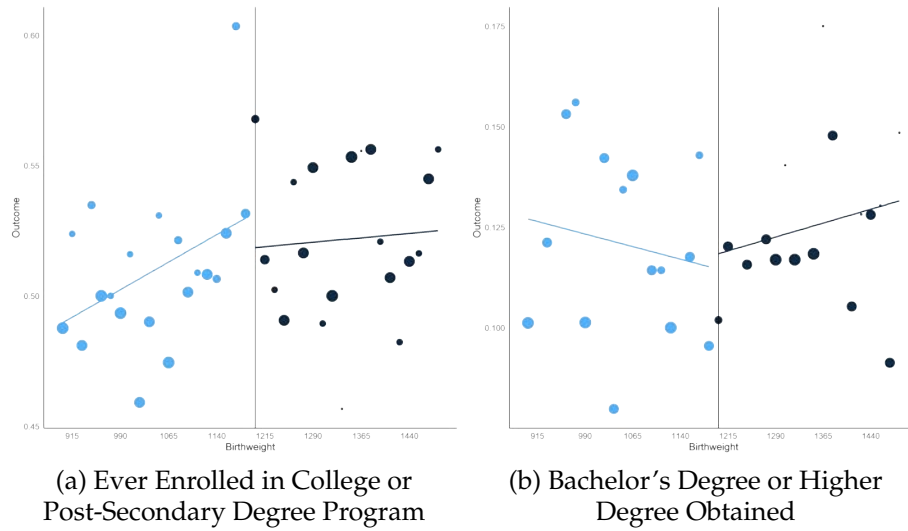 0.60
0.55
0.50
0.45
Outcome
915 990 1065 1140 1215 1290 1365 1440
Birthweight
(a) Ever Enrolled in College or
Post-Secondary Degree Program
0.175
0.150
0.125
0.100
Outcome
915 990 1065 1140 1215 1290 1365 1440
Birthweight
(b) Bachelor's Degree or Higher
Degree Obtained